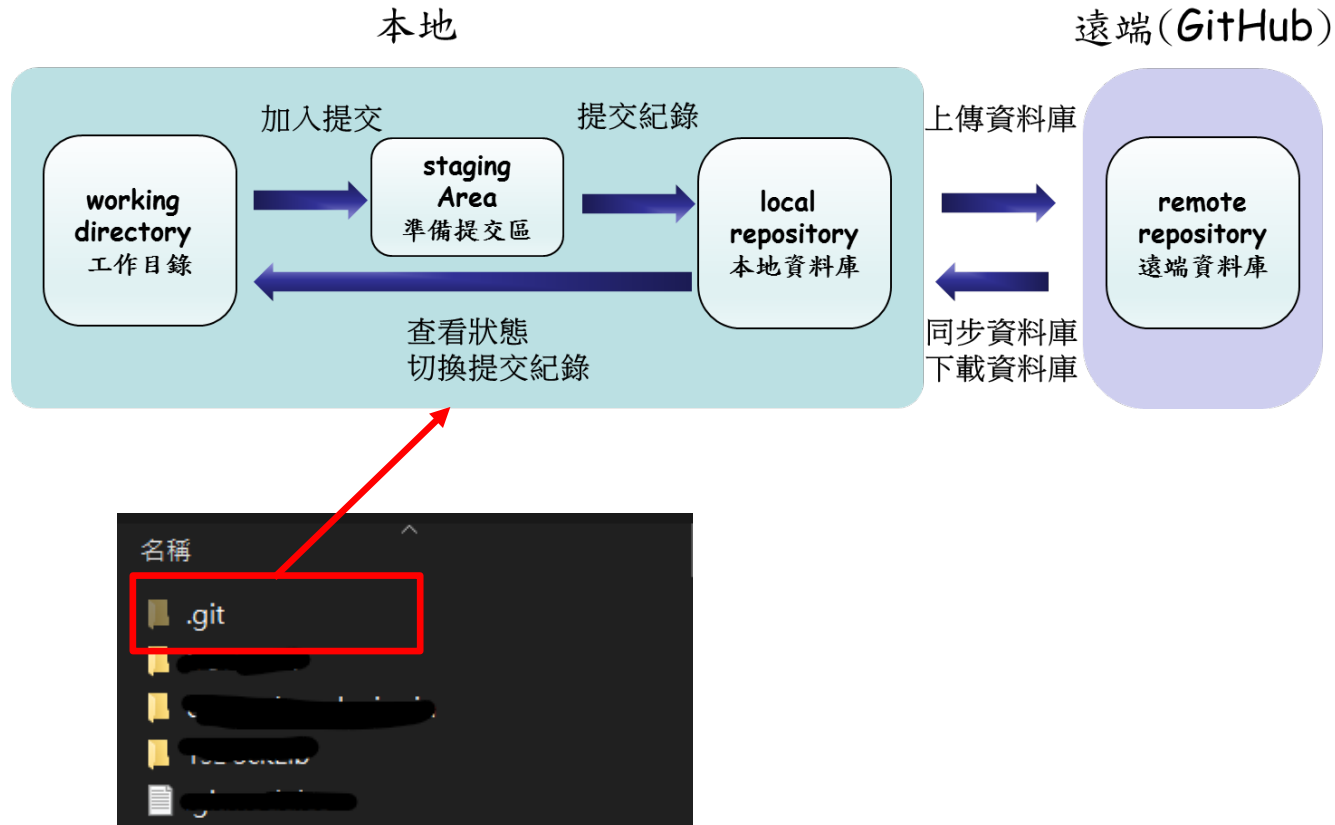 本地
遠端(GitHub)
加入提交
提交紀錄
上傳資料庫
working
directory
工作目錄
staging
Area
準備提交區
local
repository
本地資料庫
remote
repository
遠端資料庫
查看狀態
切換提交紀錄
同步資料庫
下載資料庫
名稱
.git